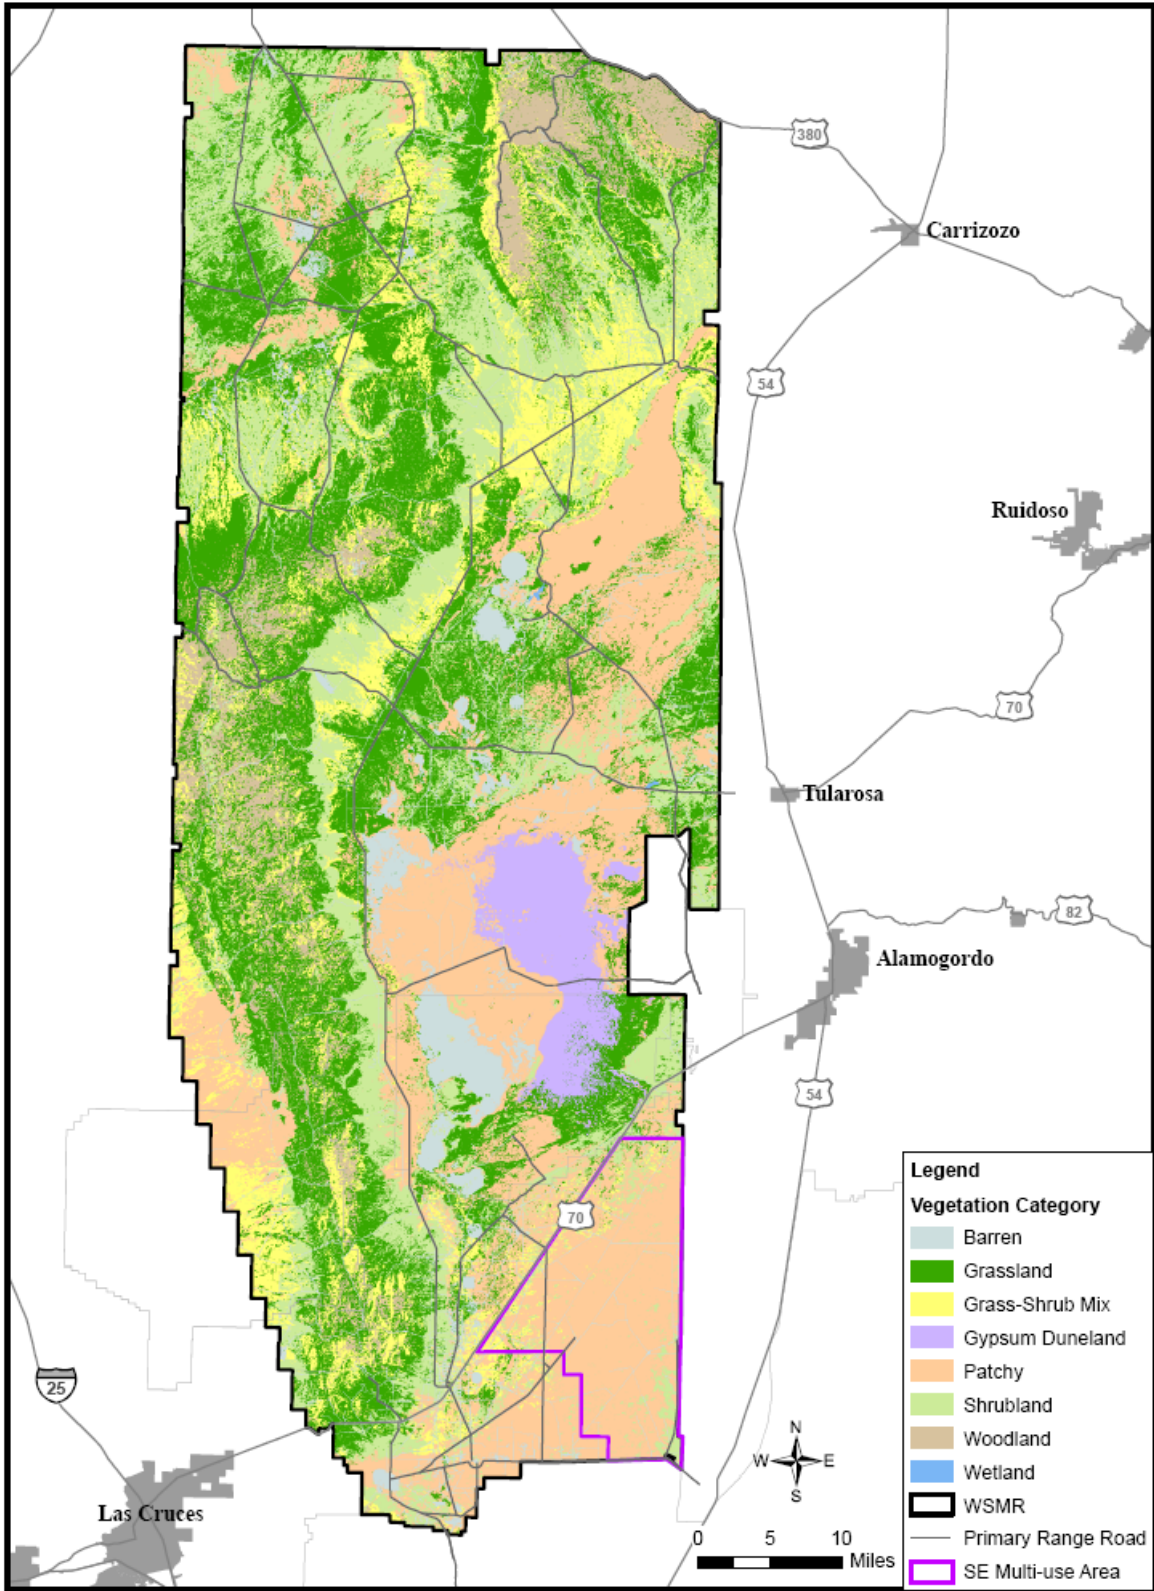 380
Carrizozo
54
Ruidoso
70
Tularosa
82
Alamogordo
54
70
25
Las Cruces
N
W E
S
0 5 10
Miles
Legend
Vegetation Category
Barren
Grassland
Grass-Shrub Mix
Gypsum Duneland
Patchy
Shrubland
Woodland
Wetland
WSMR
Primary Range Road
SE Multi-use Area